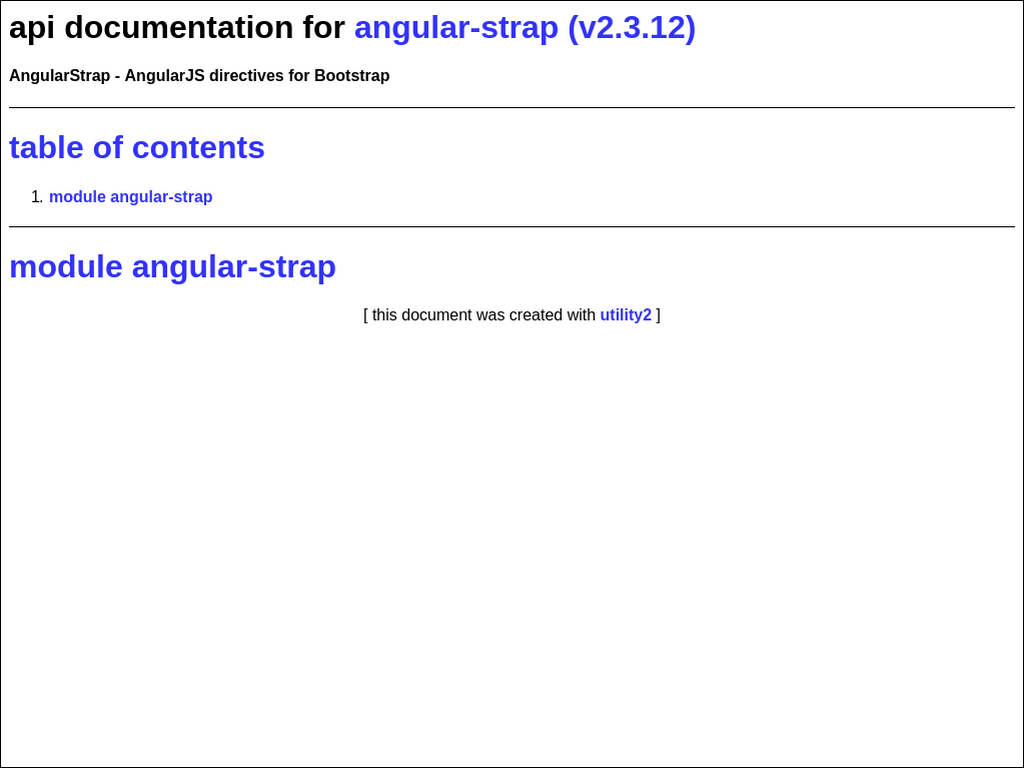 api documentation for angular-strap (v2.3.12)
AngularStrap - AngularJS directives for Bootstrap
table of contents
1. module angular-strap
module angular-strap
[ this document was created with utility2 ]